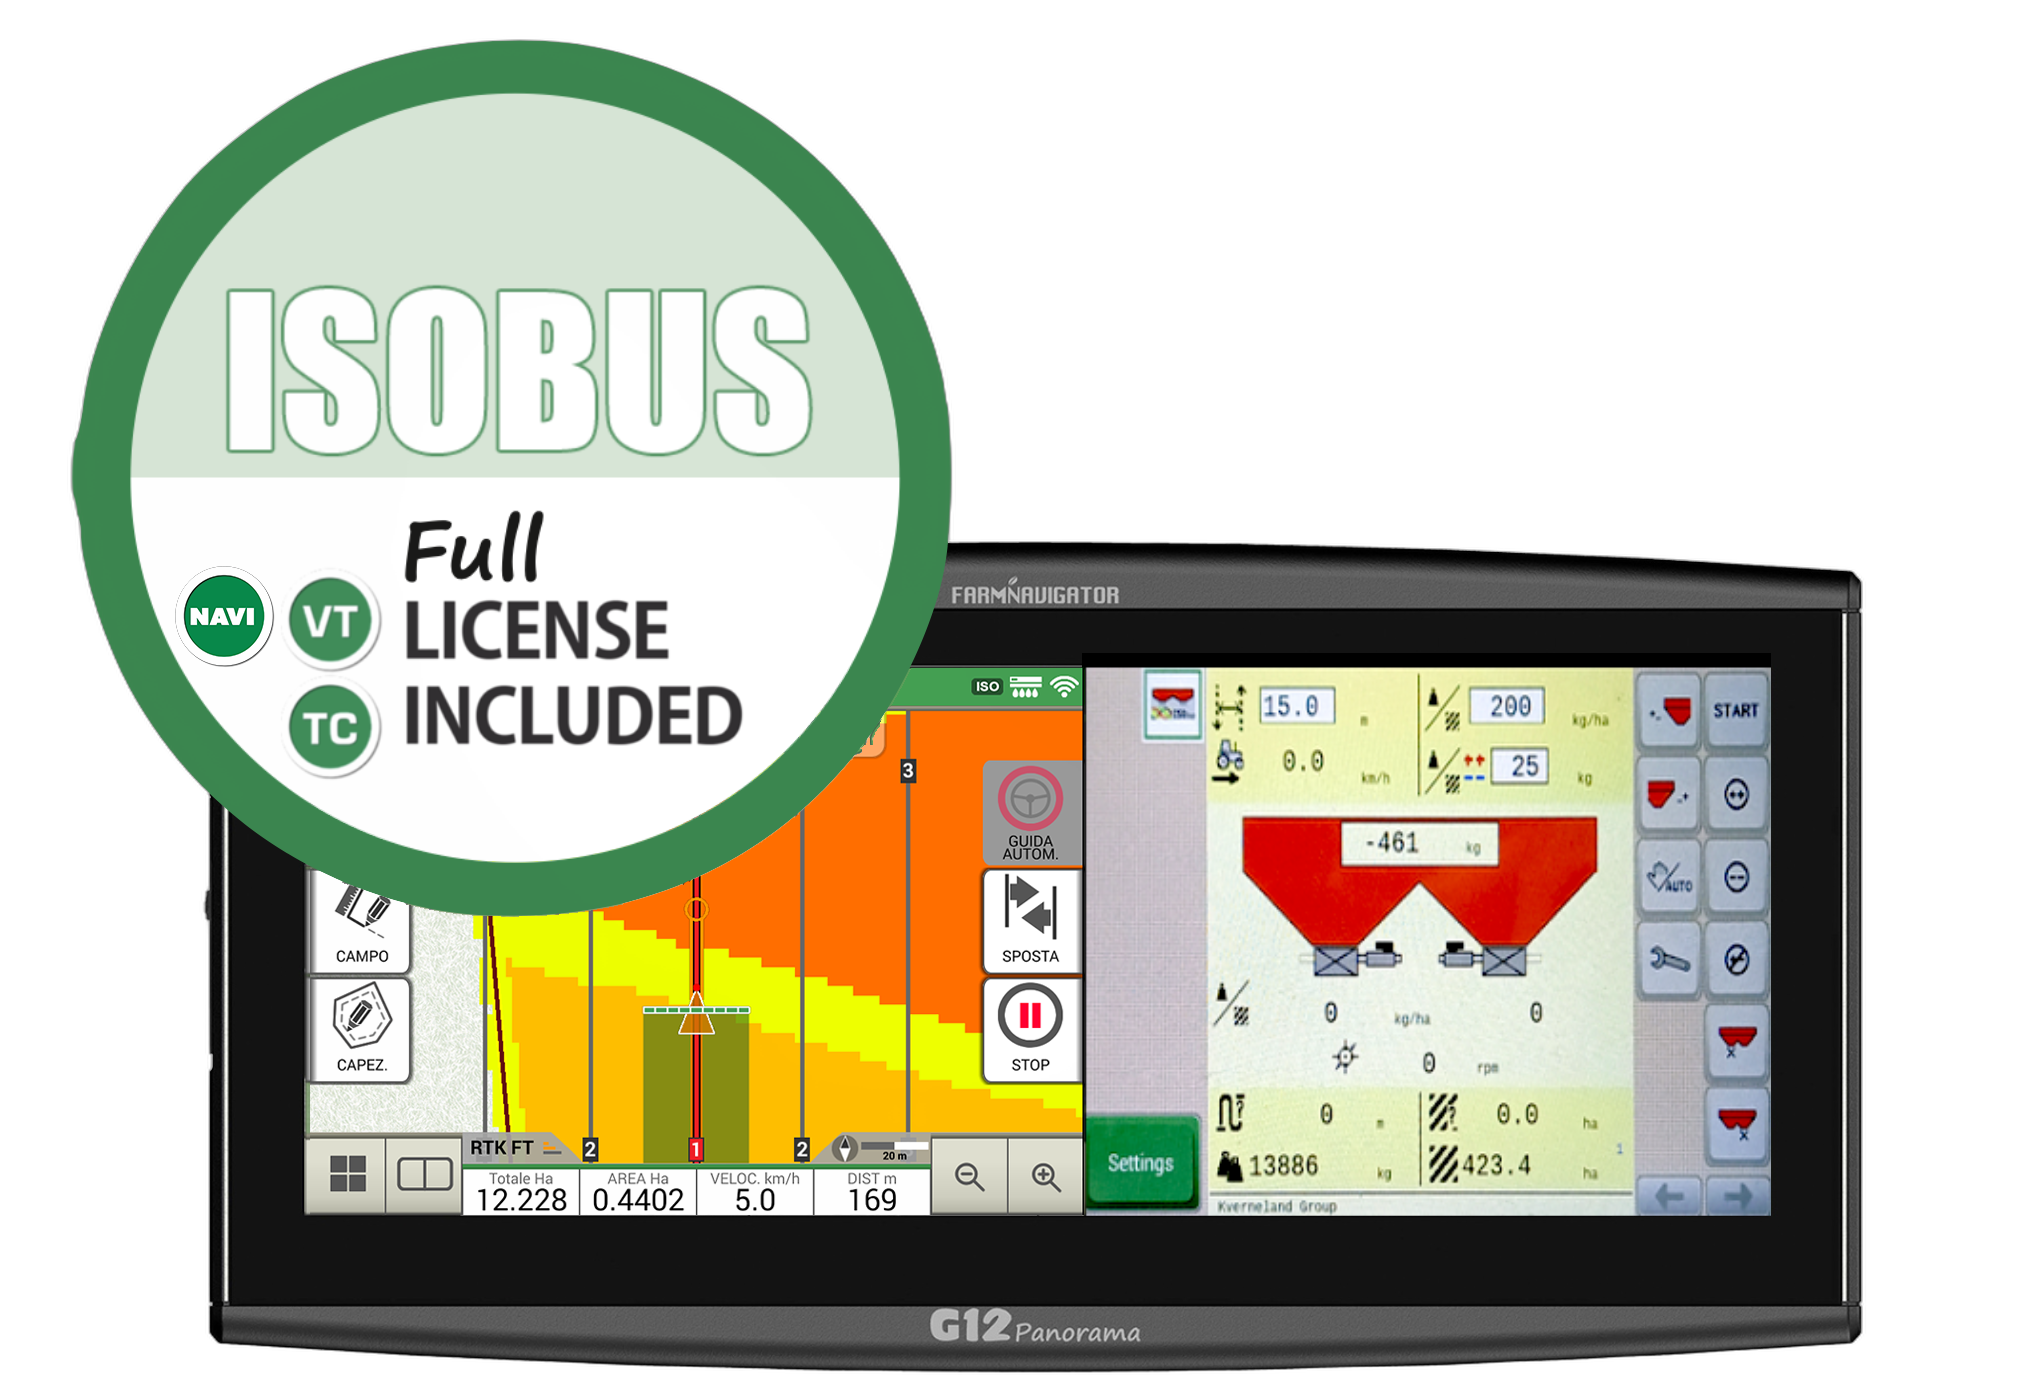 ISOBUS
Full
LICENSE
INCLUDED
NAVI
VT
TC
FARMNAVIGATOR
ISO
3
GUIDA
AUTOM.
CAMPO
SPOSTA
CAPEZ.
STOP
RTK FT
2
1
2
20 m
Totale Ha
12.228
AREA Ha
0.4402
VELOC. km/h
5.0
DIST m
169
15.0 m
200 kg/ha
0.0 km/h
25 kg
-461 kg
0 kg/ha 0
0 rpm
0 m
0.0 ha
13886 kg
423.4 ha
1
Kverneland Group
Settings
START
AUTO
G12 Panorama